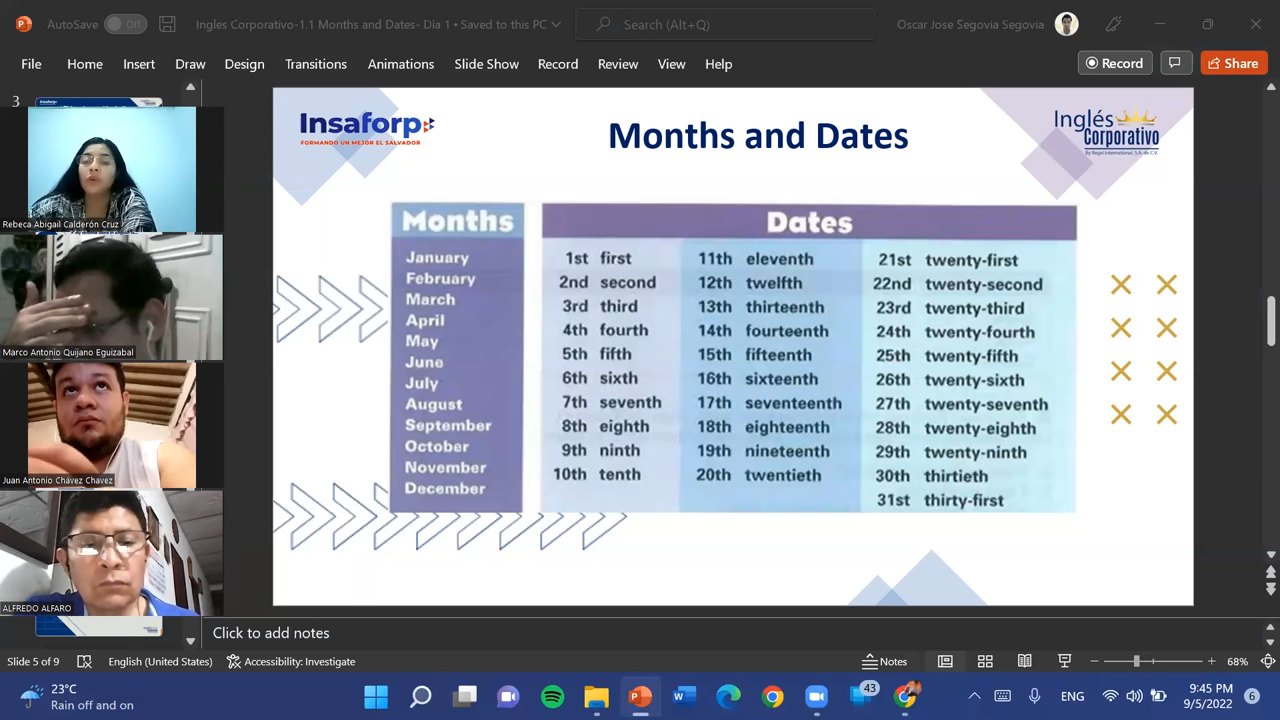 AutoSave Off Ingles Corporativo-1.1 Months and Dates- Dia 1 • Saved to this PC Search (Alt+Q) Oscar Jose Segovia Segovia
File Home Insert Draw Design Transitions Animations Slide Show Record Review View Help Record Share
3
Rebeca Abigail Calderón Cruz
Marco Antonio Quijano Eguizabal
Juan Antonio Chávez Chavez
ALFREDO ALFARO
Insaforp
FORMANDO UN MEJOR EL SALVADOR
Months and Dates
Inglés
Corporativo
By Regal International, S.A. de C.V.
Months
January
February
March
April
May
June
July
August
September
October
November
December
Dates
1st first
2nd second
3rd third
4th fourth
5th fifth
6th sixth
7th seventh
8th eighth
9th ninth
10th tenth
11th eleventh
12th twelfth
13th thirteenth
14th fourteenth
15th fifteenth
16th sixteenth
17th seventeenth
18th eighteenth
19th nineteenth
20th twentieth
21st twenty-first
22nd twenty-second
23rd twenty-third
24th twenty-fourth
25th twenty-fifth
26th twenty-sixth
27th twenty-seventh
28th twenty-eighth
29th twenty-ninth
30th thirtieth
31st thirty-first
Click to add notes
Slide 5 of 9 English (United States) Accessibility: Investigate Notes 68%
23°C
Rain off and on
43
ENG
9:45 PM
9/5/2022
6